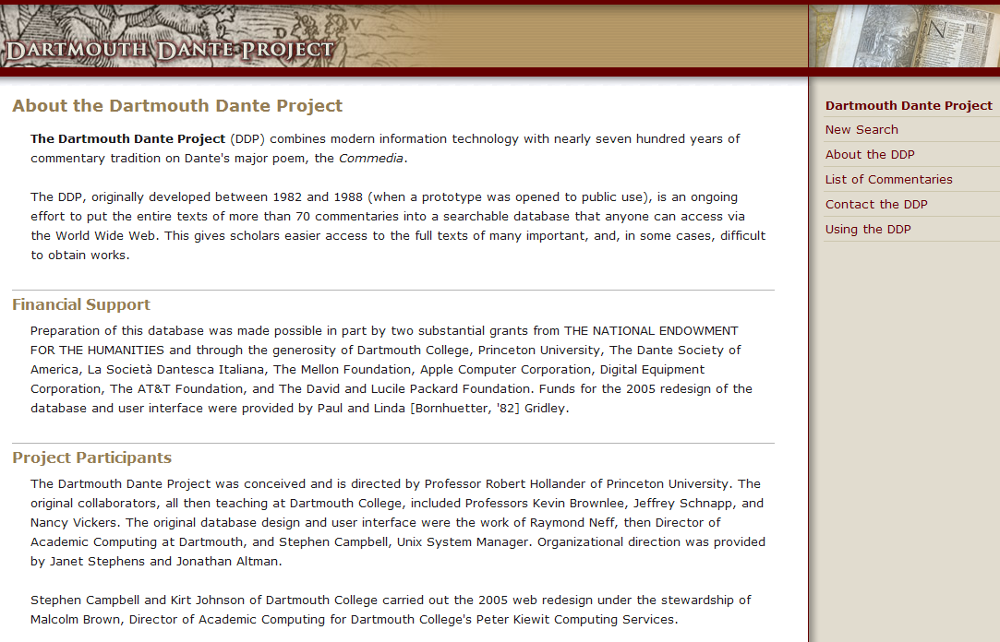 DARTMOUTH DANTE PROJECT
About the Dartmouth Dante Project
The Dartmouth Dante Project (DDP) combines modern information technology with nearly seven hundred years of
commentary tradition on Dante's major poem, the Commedia.
The DDP, originally developed between 1982 and 1988 (when a prototype was opened to public use), is an ongoing
effort to put the entire texts of more than 70 commentaries into a searchable database that anyone can access via
the World Wide Web. This gives scholars easier access to the full texts of many important, and, in some cases, difficult
to obtain works.
Financial Support
Preparation of this database was made possible in part by two substantial grants from THE NATIONAL ENDOWMENT
FOR THE HUMANITIES and through the generosity of Dartmouth College, Princeton University, The Dante Society of
America, La Società Dantesca Italiana, The Mellon Foundation, Apple Computer Corporation, Digital Equipment
Corporation, The AT&T Foundation, and The David and Lucile Packard Foundation. Funds for the 2005 redesign of the
database and user interface were provided by Paul and Linda [Bornhuetter, '82] Gridley.
Project Participants
The Dartmouth Dante Project was conceived and is directed by Professor Robert Hollander of Princeton University. The
original collaborators, all then teaching at Dartmouth College, included Professors Kevin Brownlee, Jeffrey Schnapp, and
Nancy Vickers. The original database design and user interface were the work of Raymond Neff, then Director of
Academic Computing at Dartmouth, and Stephen Campbell, Unix System Manager. Organizational direction was provided
by Janet Stephens and Jonathan Altman.
Stephen Campbell and Kirt Johnson of Dartmouth College carried out the 2005 web redesign under the stewardship of
Malcolm Brown, Director of Academic Computing for Dartmouth College's Peter Kiewit Computing Services.
Dartmouth Dante Project
New Search
About the DDP
List of Commentaries
Contact the DDP
Using the DDP